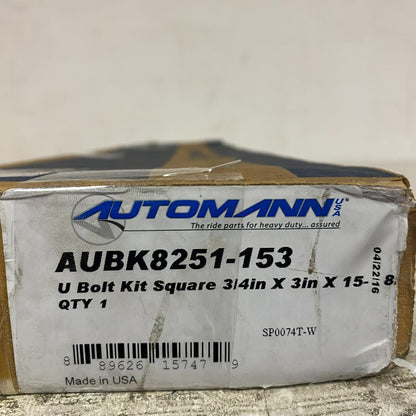 AUTOMANN USA
The ride parts for heavy duty... assured
AUBK8251-153
U Bolt Kit Square 3/4in X 3in X 15-
QTY 1
04/22/16
SP0074T-W
8 89626 15747 9
Made in USA